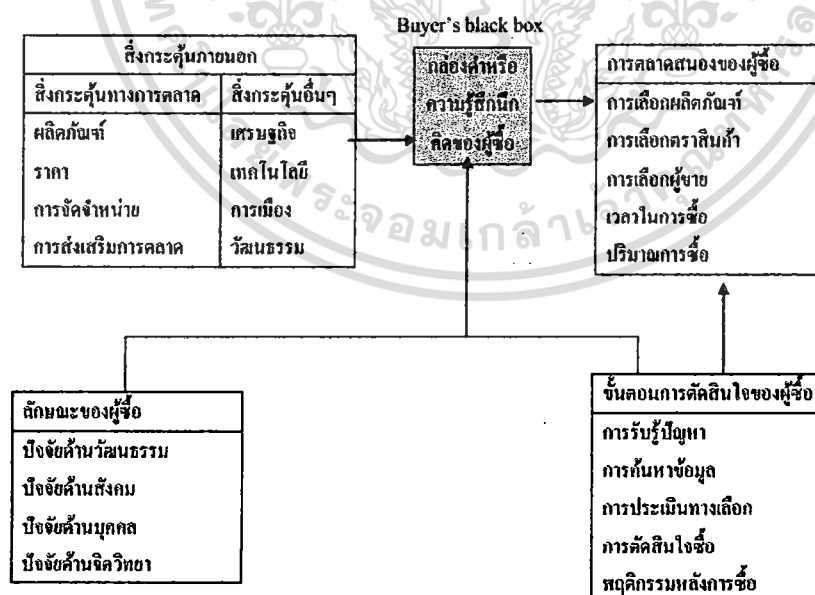 Buyer's black box
สิ่งกระตุ้นภายนอก
สิ่งกระตุ้นทางการตลาด สิ่งกระตุ้นอื่นๆ
ผลิตภัณฑ์ เศรษฐกิจ
ราคา เทคโนโลยี
การจัดจำหน่าย การเมือง
การส่งเสริมการตลาด วัฒนธรรม
กล่องดำหรือ
ความรู้สึกนึก
คิดของผู้ซื้อ
การตลาดสนองของผู้ซื้อ
การเลือกผลิตภัณฑ์
การเลือกตราสินค้า
การเลือกผู้ขาย
เวลาในการซื้อ
ปริมาณการซื้อ
ลักษณะของผู้ซื้อ
ปัจจัยด้านวัฒนธรรม
ปัจจัยด้านสังคม
ปัจจัยด้านบุคคล
ปัจจัยด้านจิตวิทยา
ขั้นตอนการตัดสินใจของผู้ซื้อ
การรับรู้ปัญหา
การค้นหาข้อมูล
การประเมินทางเลือก
การตัดสินใจซื้อ
พฤติกรรมหลังการซื้อ